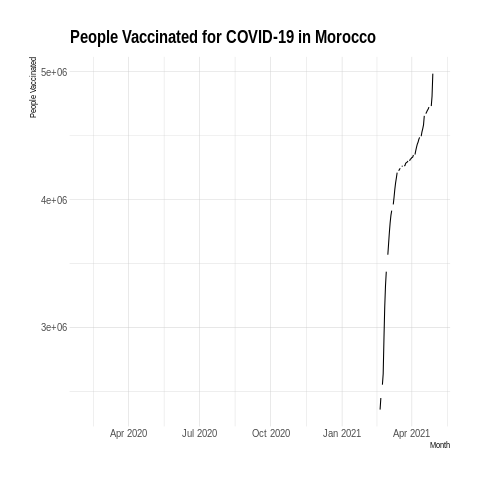 People Vaccinated for COVID-19 in Morocco
People Vaccinated
5e+06
4e+06
3e+06
Apr 2020 Jul 2020 Oct 2020 Jan 2021 Apr 2021
Month